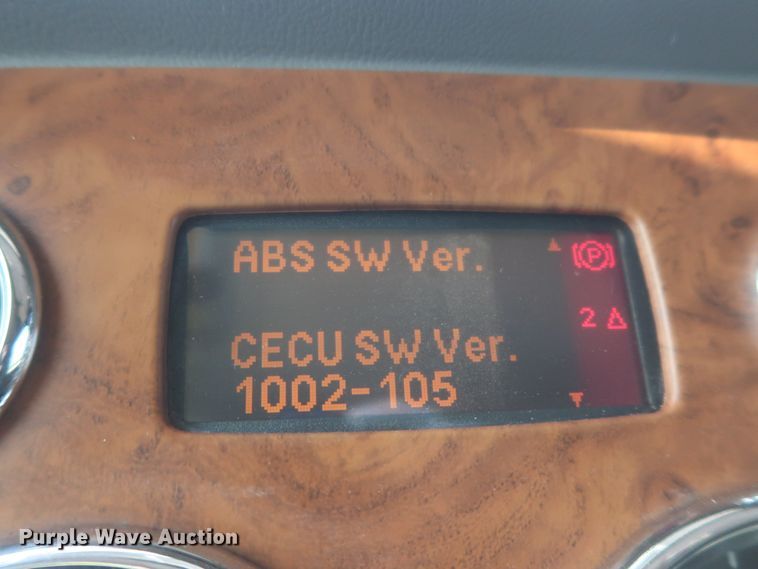 ABS SW Ver.
P
2
CECU SW Ver.
1002-105
Purple Wave Auction